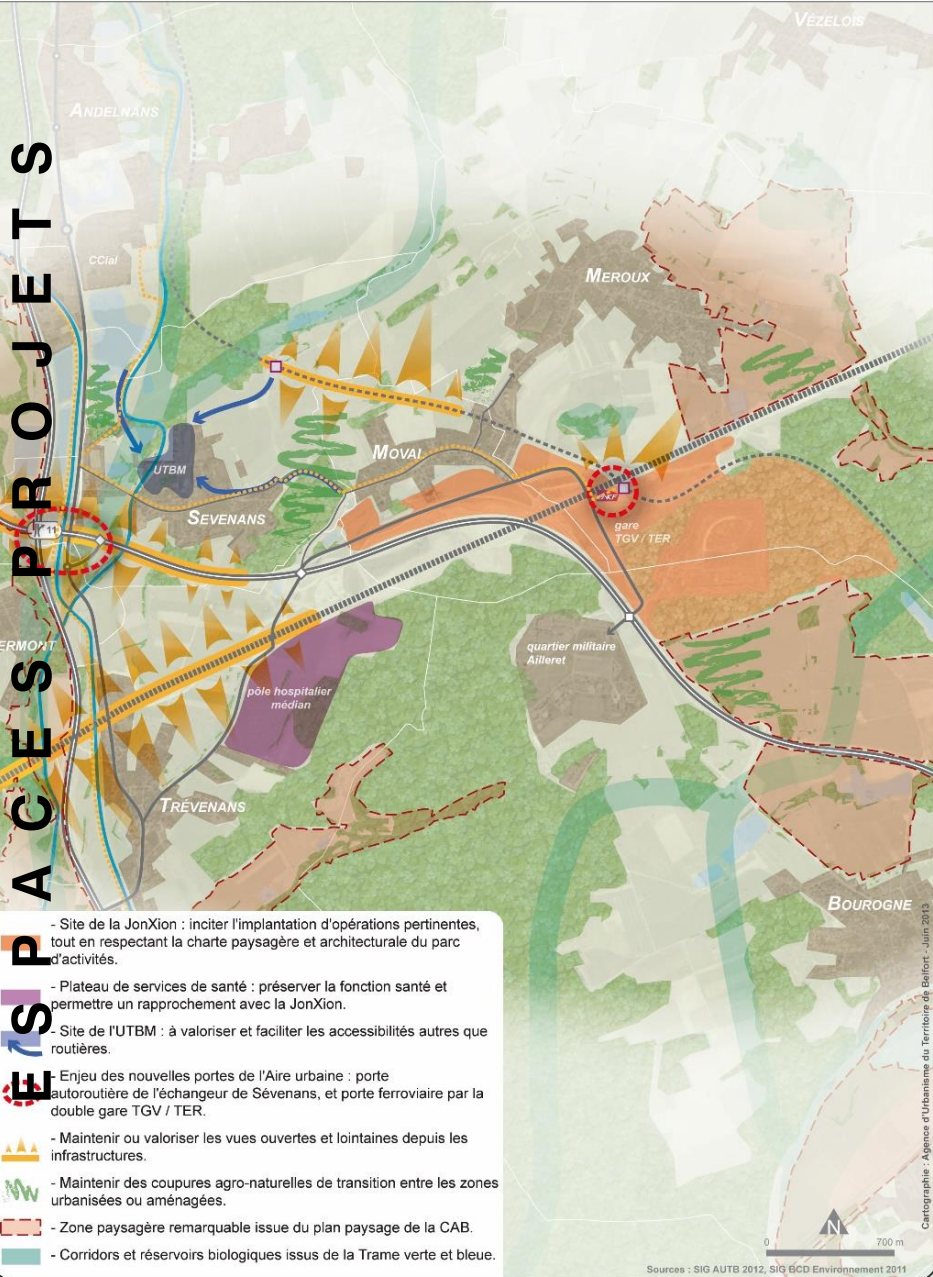 VÉZELOIS
ANDELNANS
CCial
MEROUX
MOVAL
UTBM
SEVENANS
11
gare
TGV / TER
ERMONT
quartier militaire
Ailleret
pôle hospitalier
médian
TRÉVENANS
BOUROGNE
ESPACES PROJETS
- Site de la JonXion : inciter l'implantation d'opérations pertinentes,
tout en respectant la charte paysagère et architecturale du parc
d'activités.
- Plateau de services de santé : préserver la fonction santé et
permettre un rapprochement avec la JonXion.
- Site de l'UTBM : à valoriser et faciliter les accessibilités autres que
routières.
- Enjeu des nouvelles portes de l'Aire urbaine : porte
autoroutière de l'échangeur de Sévenans, et porte ferroviaire par la
double gare TGV / TER.
- Maintenir ou valoriser les vues ouvertes et lointaines depuis les
infrastructures.
- Maintenir des coupures agro-naturelles de transition entre les zones
urbanisées ou aménagées.
- Zone paysagère remarquable issue du plan paysage de la CAB.
- Corridors et réservoirs biologiques issus de la Trame verte et bleue.
N
0 700 m
Sources : SIG AUTB 2012, SIG BCD Environnement 2011
Cartographie : Agence d'Urbanisme du Territoire de Belfort - Juin 2013